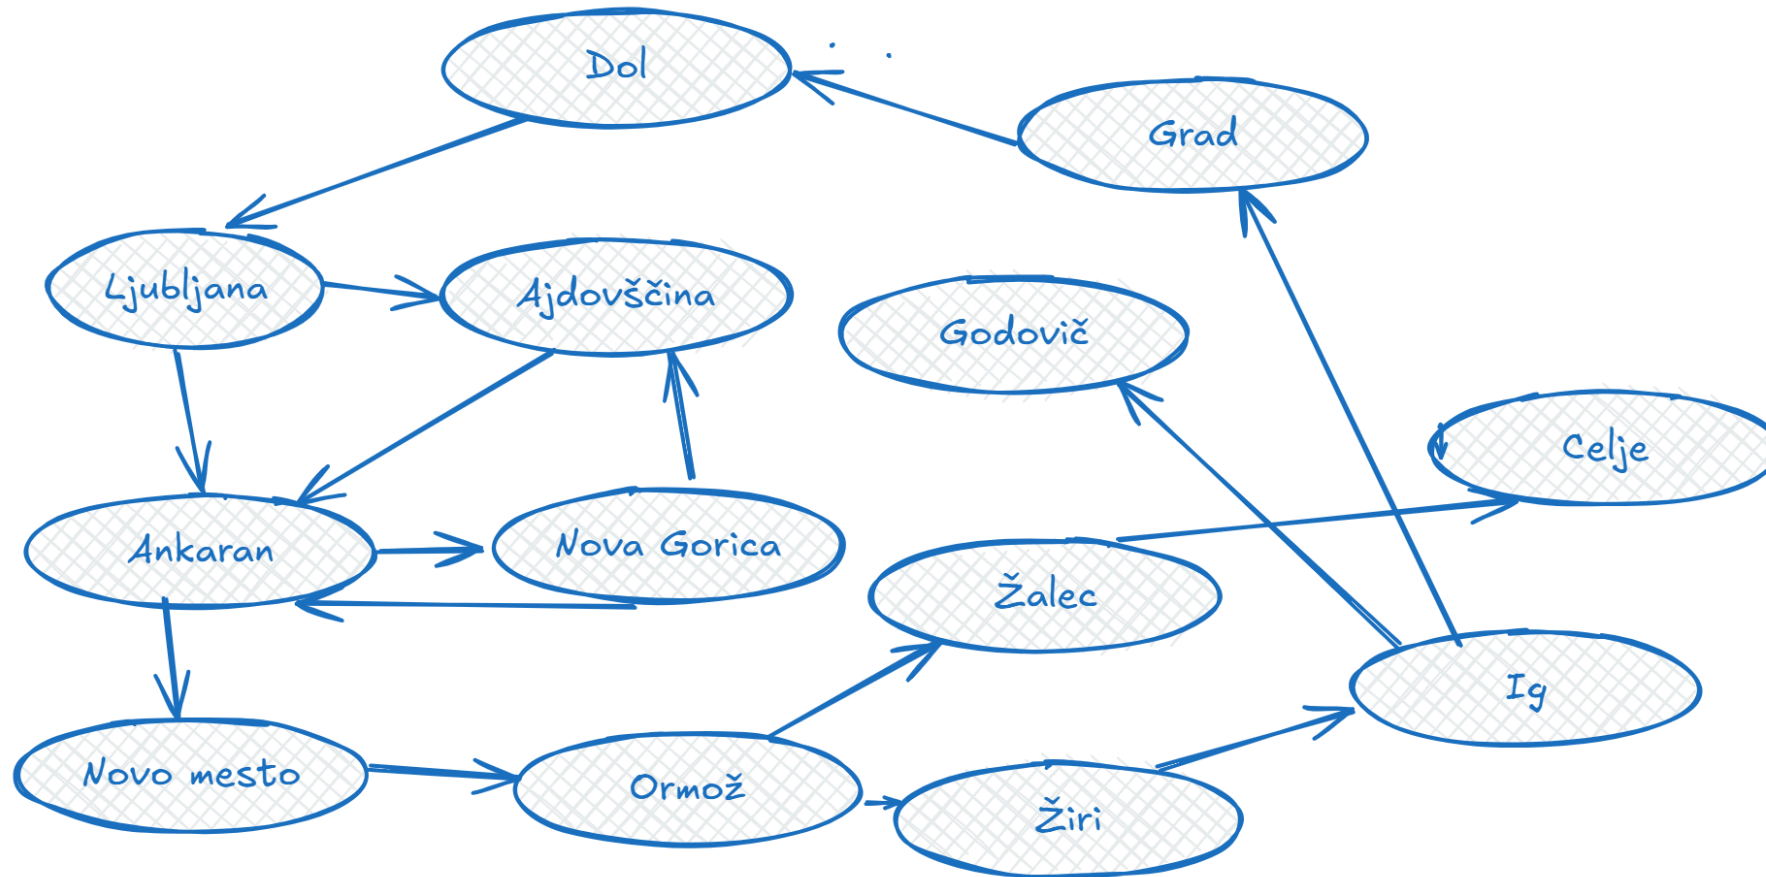 Dol
Grad
Ljubljana
Ajdovščina
Godovič
Celje
Ankaran
Nova Gorica
Žalec
Ig
Novo mesto
Ormož
Žiri